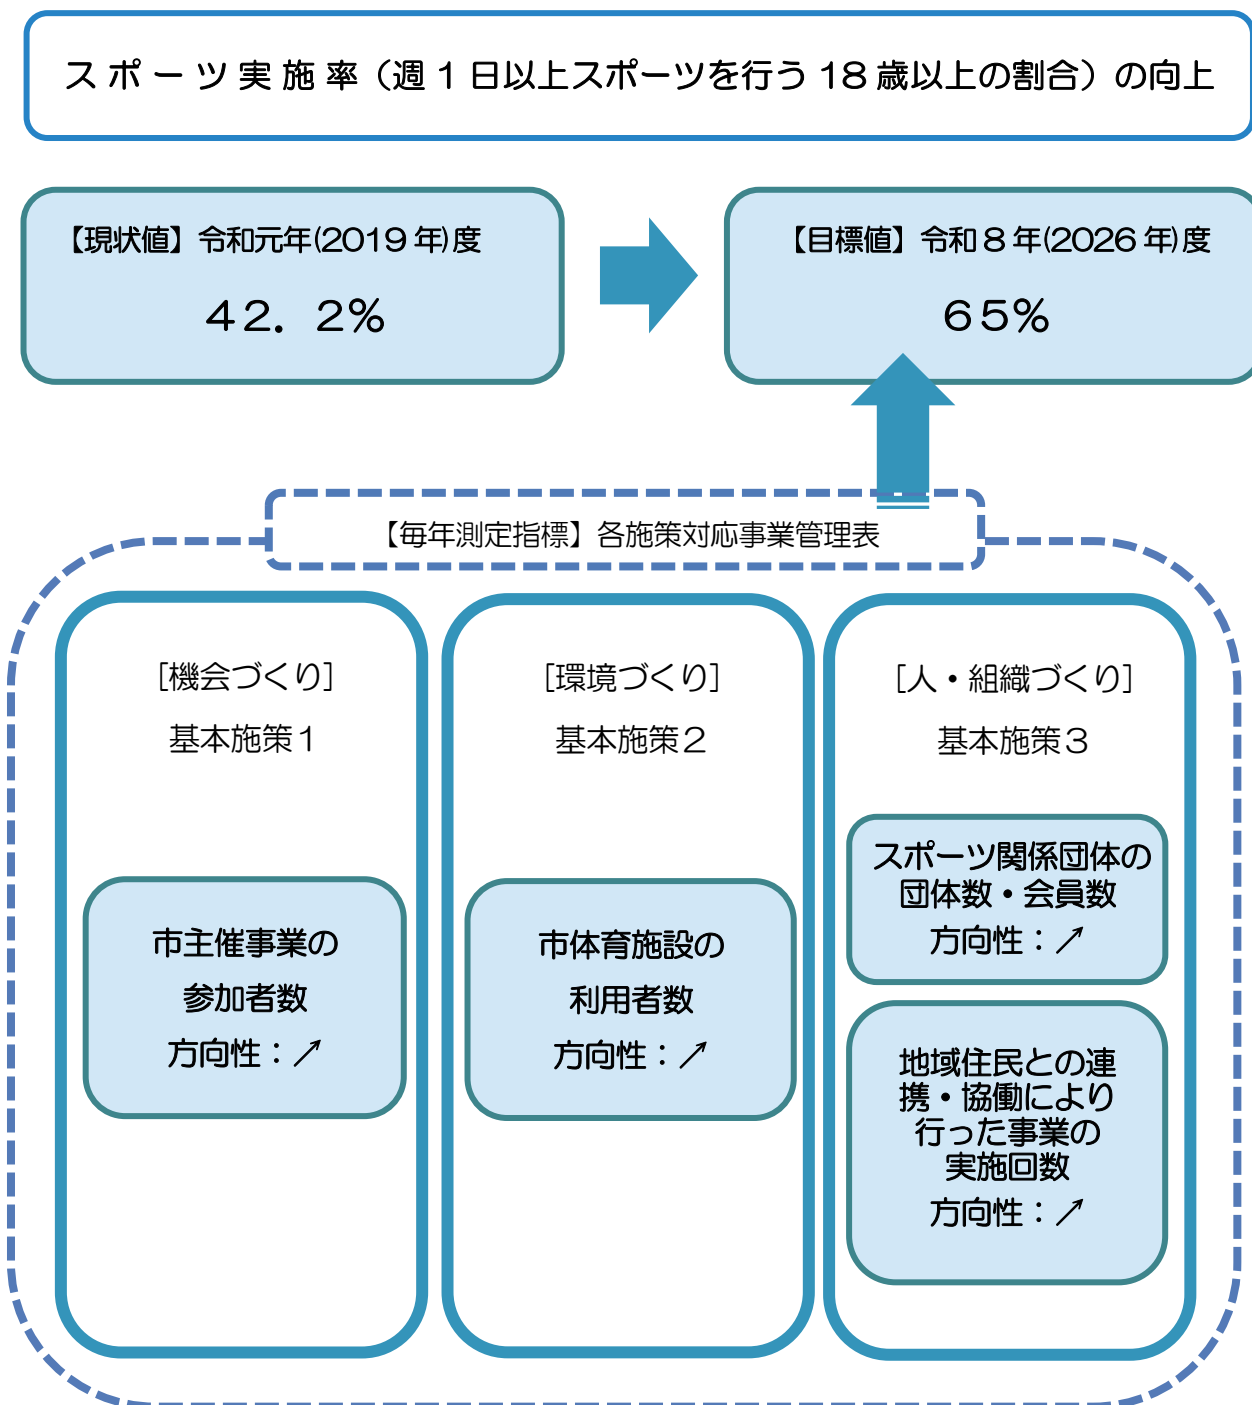 スポーツ実施率（週1日以上スポーツを行う18歳以上の割合）の向上
【現状値】令和元年(2019年)度
42．2%
【目標値】令和8年(2026年)度
65%
【毎年測定指標】各施策対応事業管理表
［機会づくり］
基本施策1
市主催事業の
参加者数
方向性：↗
［環境づくり］
基本施策2
市体育施設の
利用者数
方向性：↗
［人・組織づくり］
基本施策3
スポーツ関係団体の
団体数・会員数
方向性：↗
地域住民との連
携・協働により
行った事業の
実施回数
方向性：↗